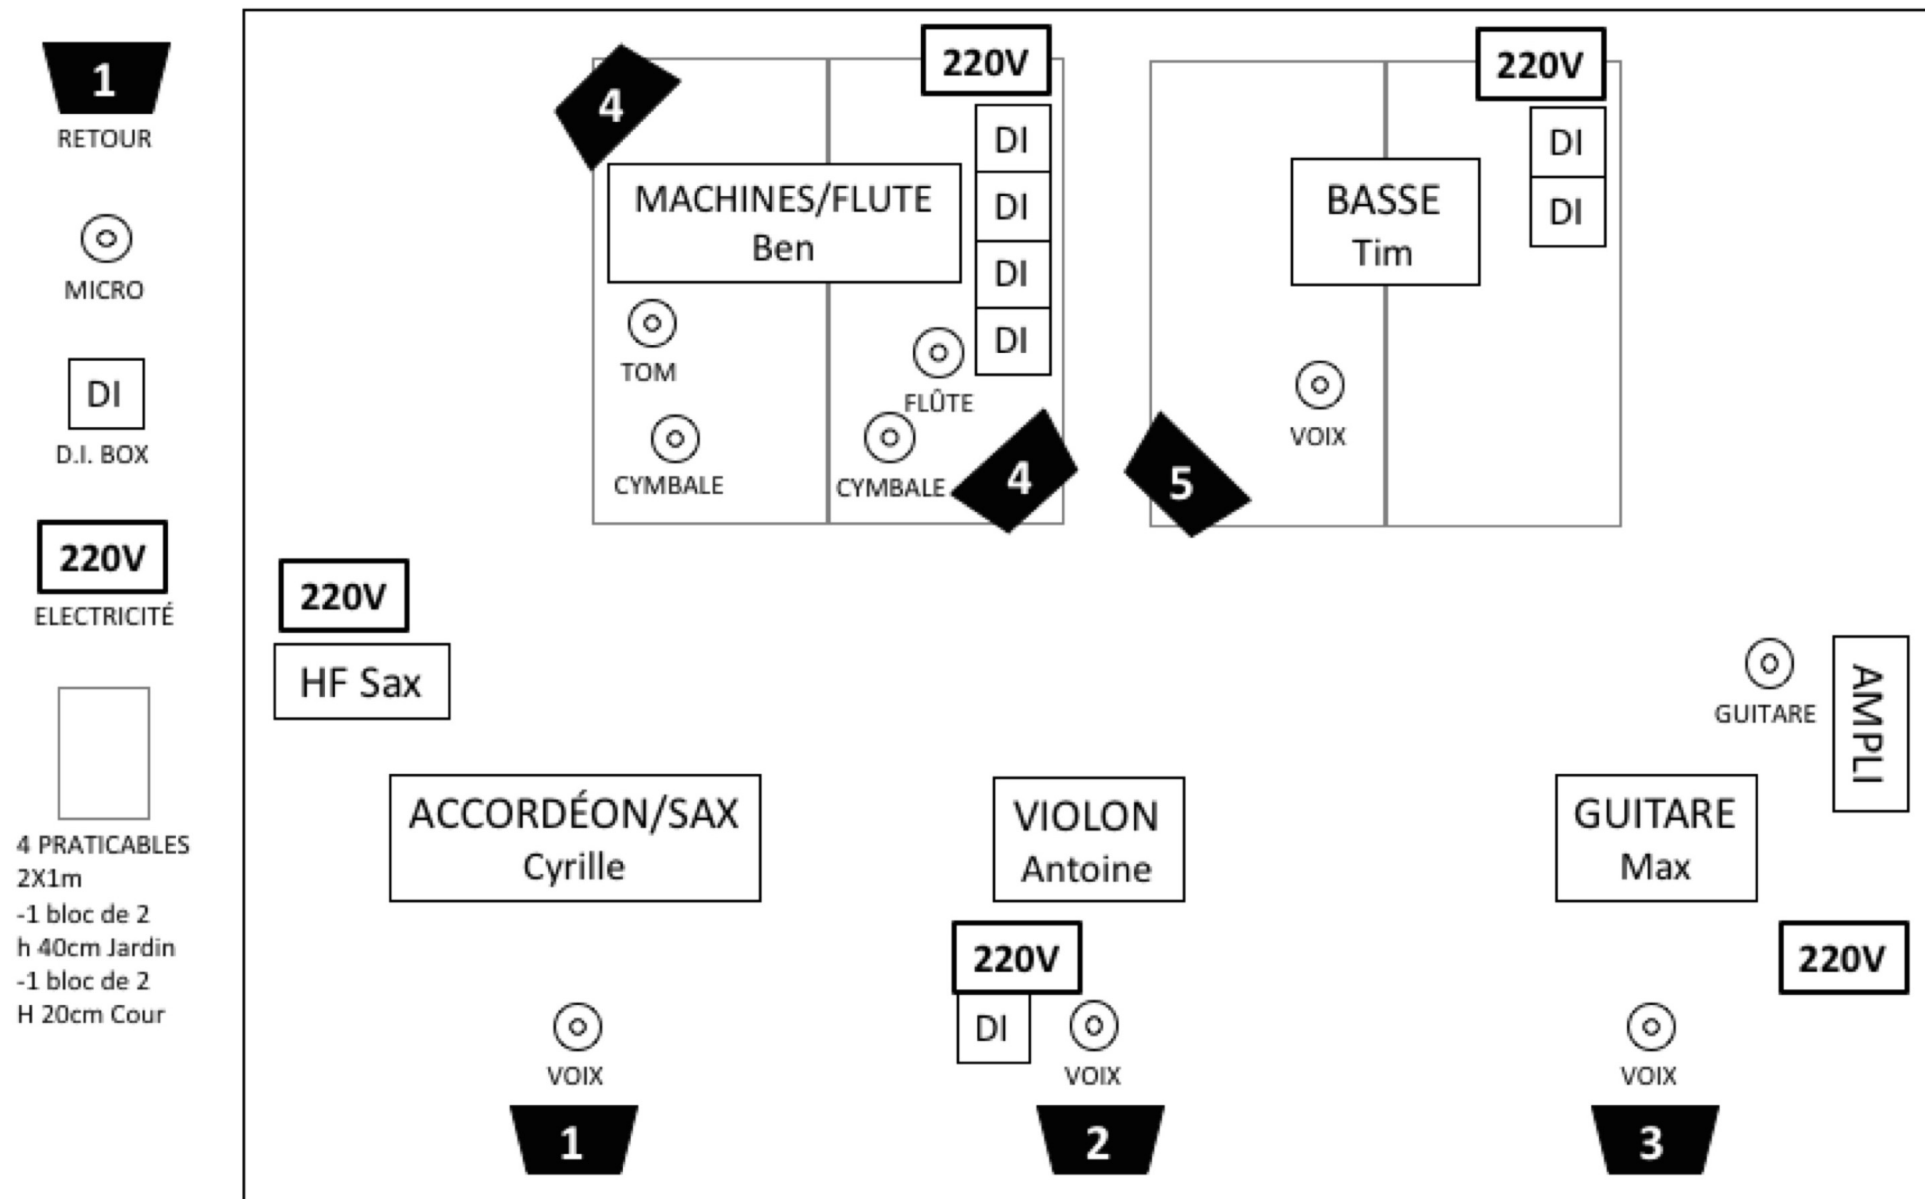 1
RETOUR
MICRO
DI
D.I. BOX
220V
ELECTRICITÉ
4 PRATICABLES
2X1m
-1 bloc de 2
h 40cm Jardin
-1 bloc de 2
H 20cm Cour
4
220V
DI
DI
DI
DI
MACHINES/FLUTE
Ben
TOM
FLÛTE
CYMBALE
CYMBALE
4
220V
DI
DI
BASSE
Tim
VOIX
5
220V
HF Sax
GUITARE
AMPLI
ACCORDÉON/SAX
Cyrille
VIOLON
Antoine
GUITARE
Max
220V
DI
220V
VOIX
VOIX
VOIX
1
2
3